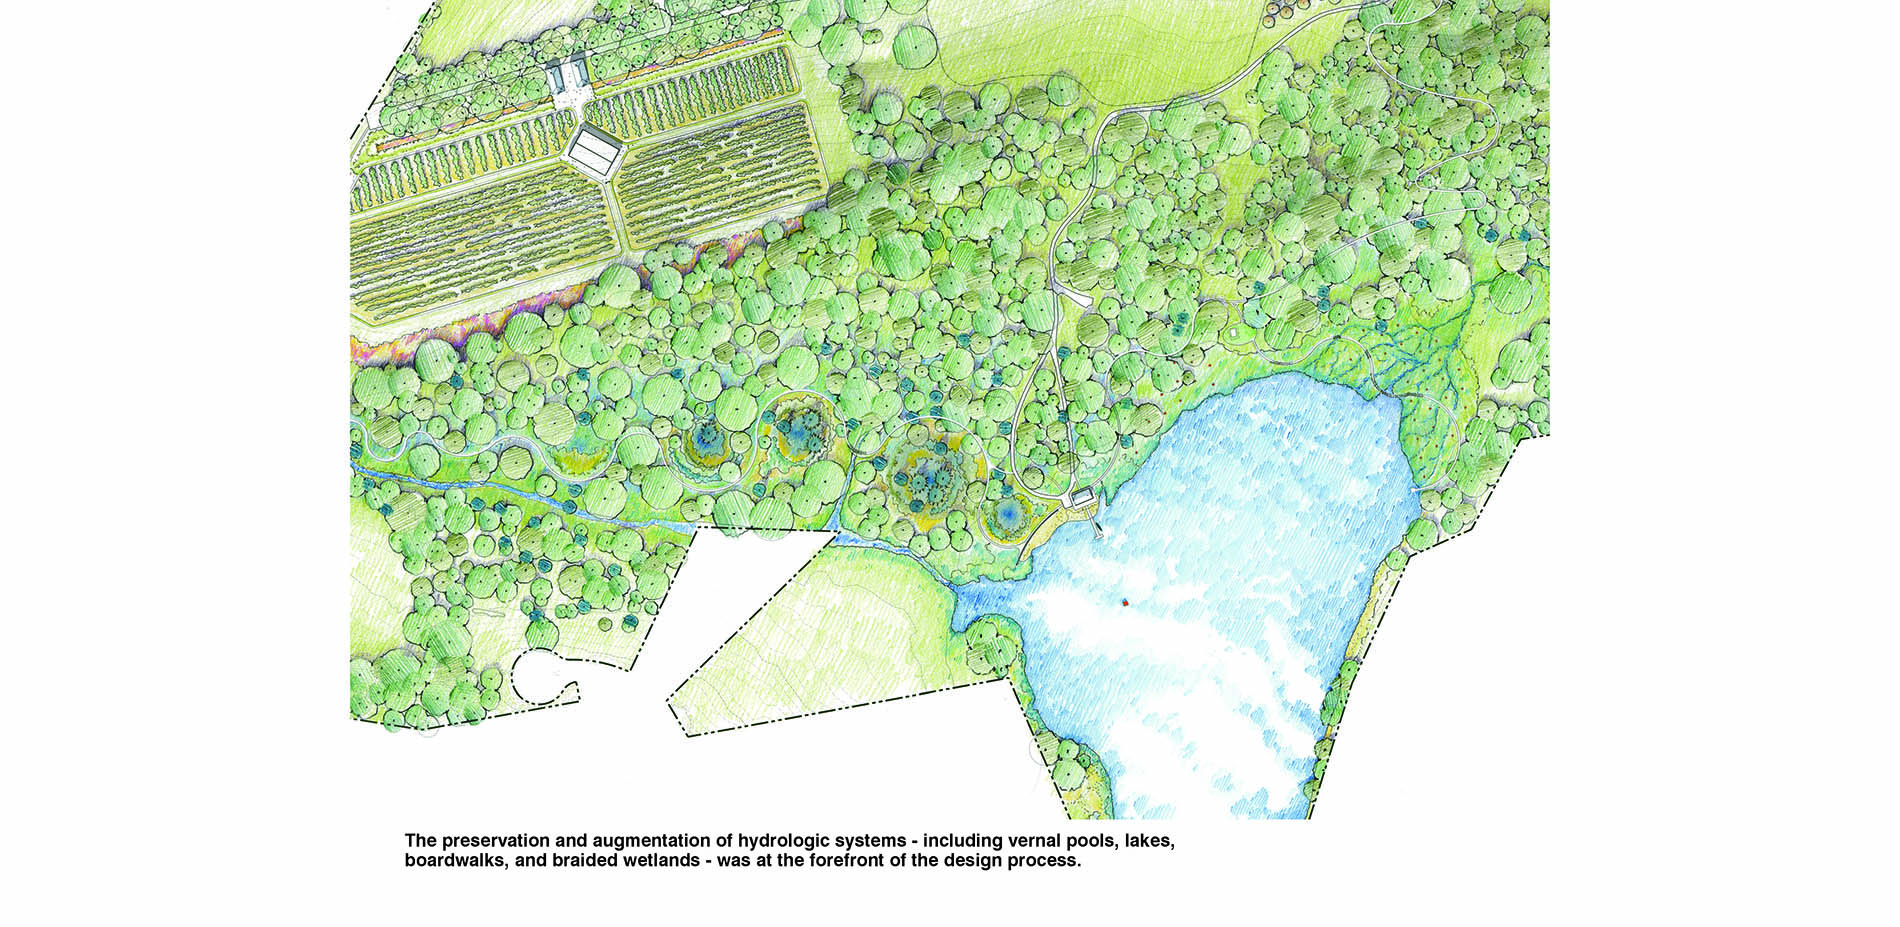 The preservation and augmentation of hydrologic systems - including vernal pools, lakes,
boardwalks, and braided wetlands - was at the forefront of the design process.